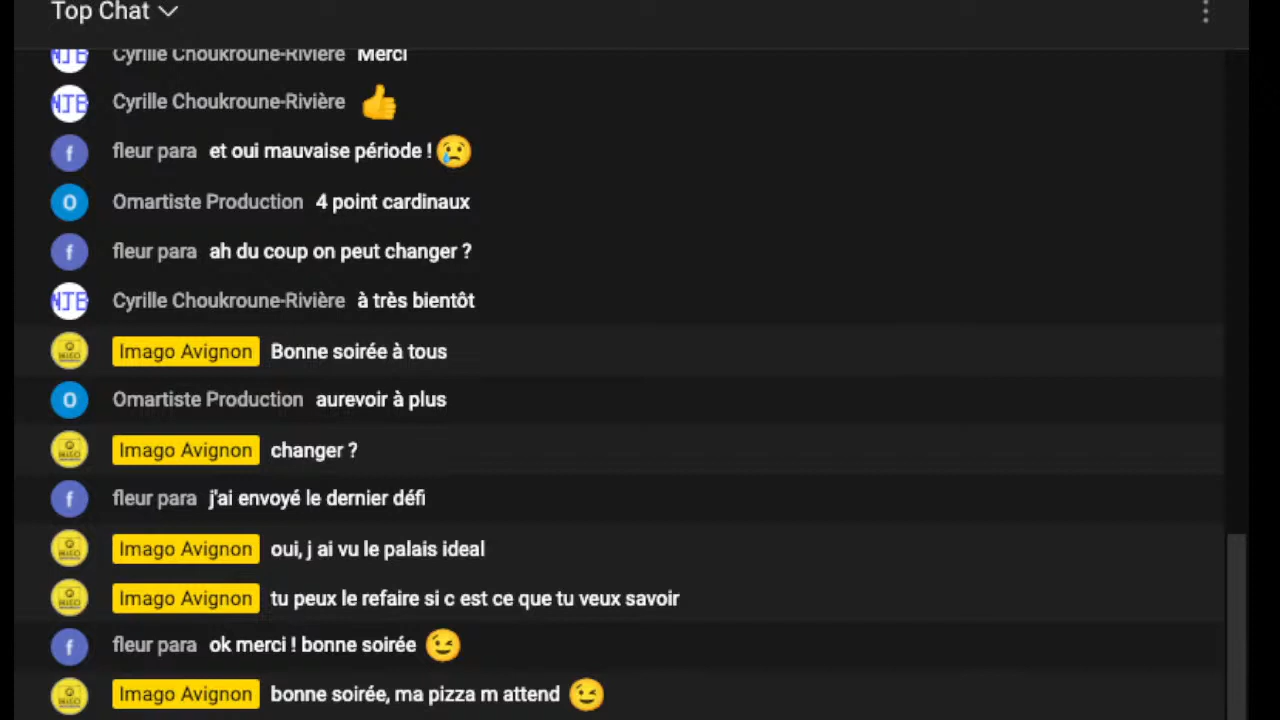 Top Chat
Cyrille Choukroune-Rivière Merci
Cyrille Choukroune-Rivière 👍
fleur para et oui mauvaise période ! 😢
Omartiste Production 4 point cardinaux
fleur para ah du coup on peut changer ?
Cyrille Choukroune-Rivière à très bientôt
Imago Avignon Bonne soirée à tous
Omartiste Production aurevoir à plus
Imago Avignon changer ?
fleur para j'ai envoyé le dernier défi
Imago Avignon oui, j ai vu le palais ideal
Imago Avignon tu peux le refaire si c est ce que tu veux savoir
fleur para ok merci ! bonne soirée 😉
Imago Avignon bonne soirée, ma pizza m attend 😉